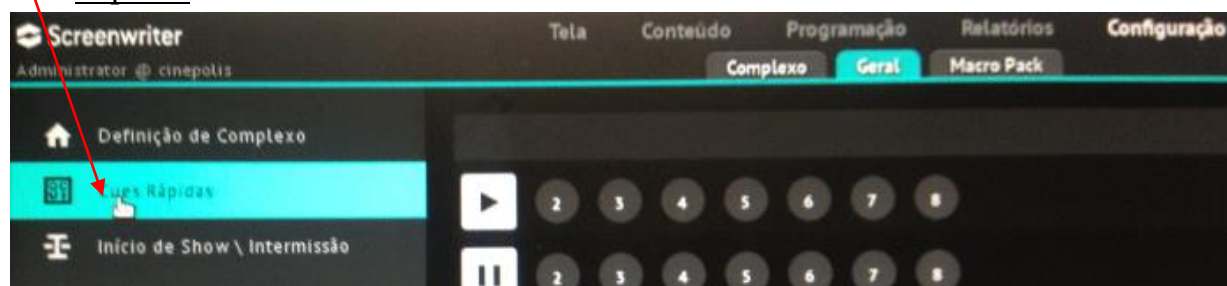 Screenwriter
Tela Conteúdo Programação Relatórios Configuração
Administrator @ cinepolis
Complexo Geral Macro Pack
Definição de Complexo
Cues Rápidas
2 3 4 5 6 7 8
Início de Show \ Intermissão
2 3 4 5 6 7 8